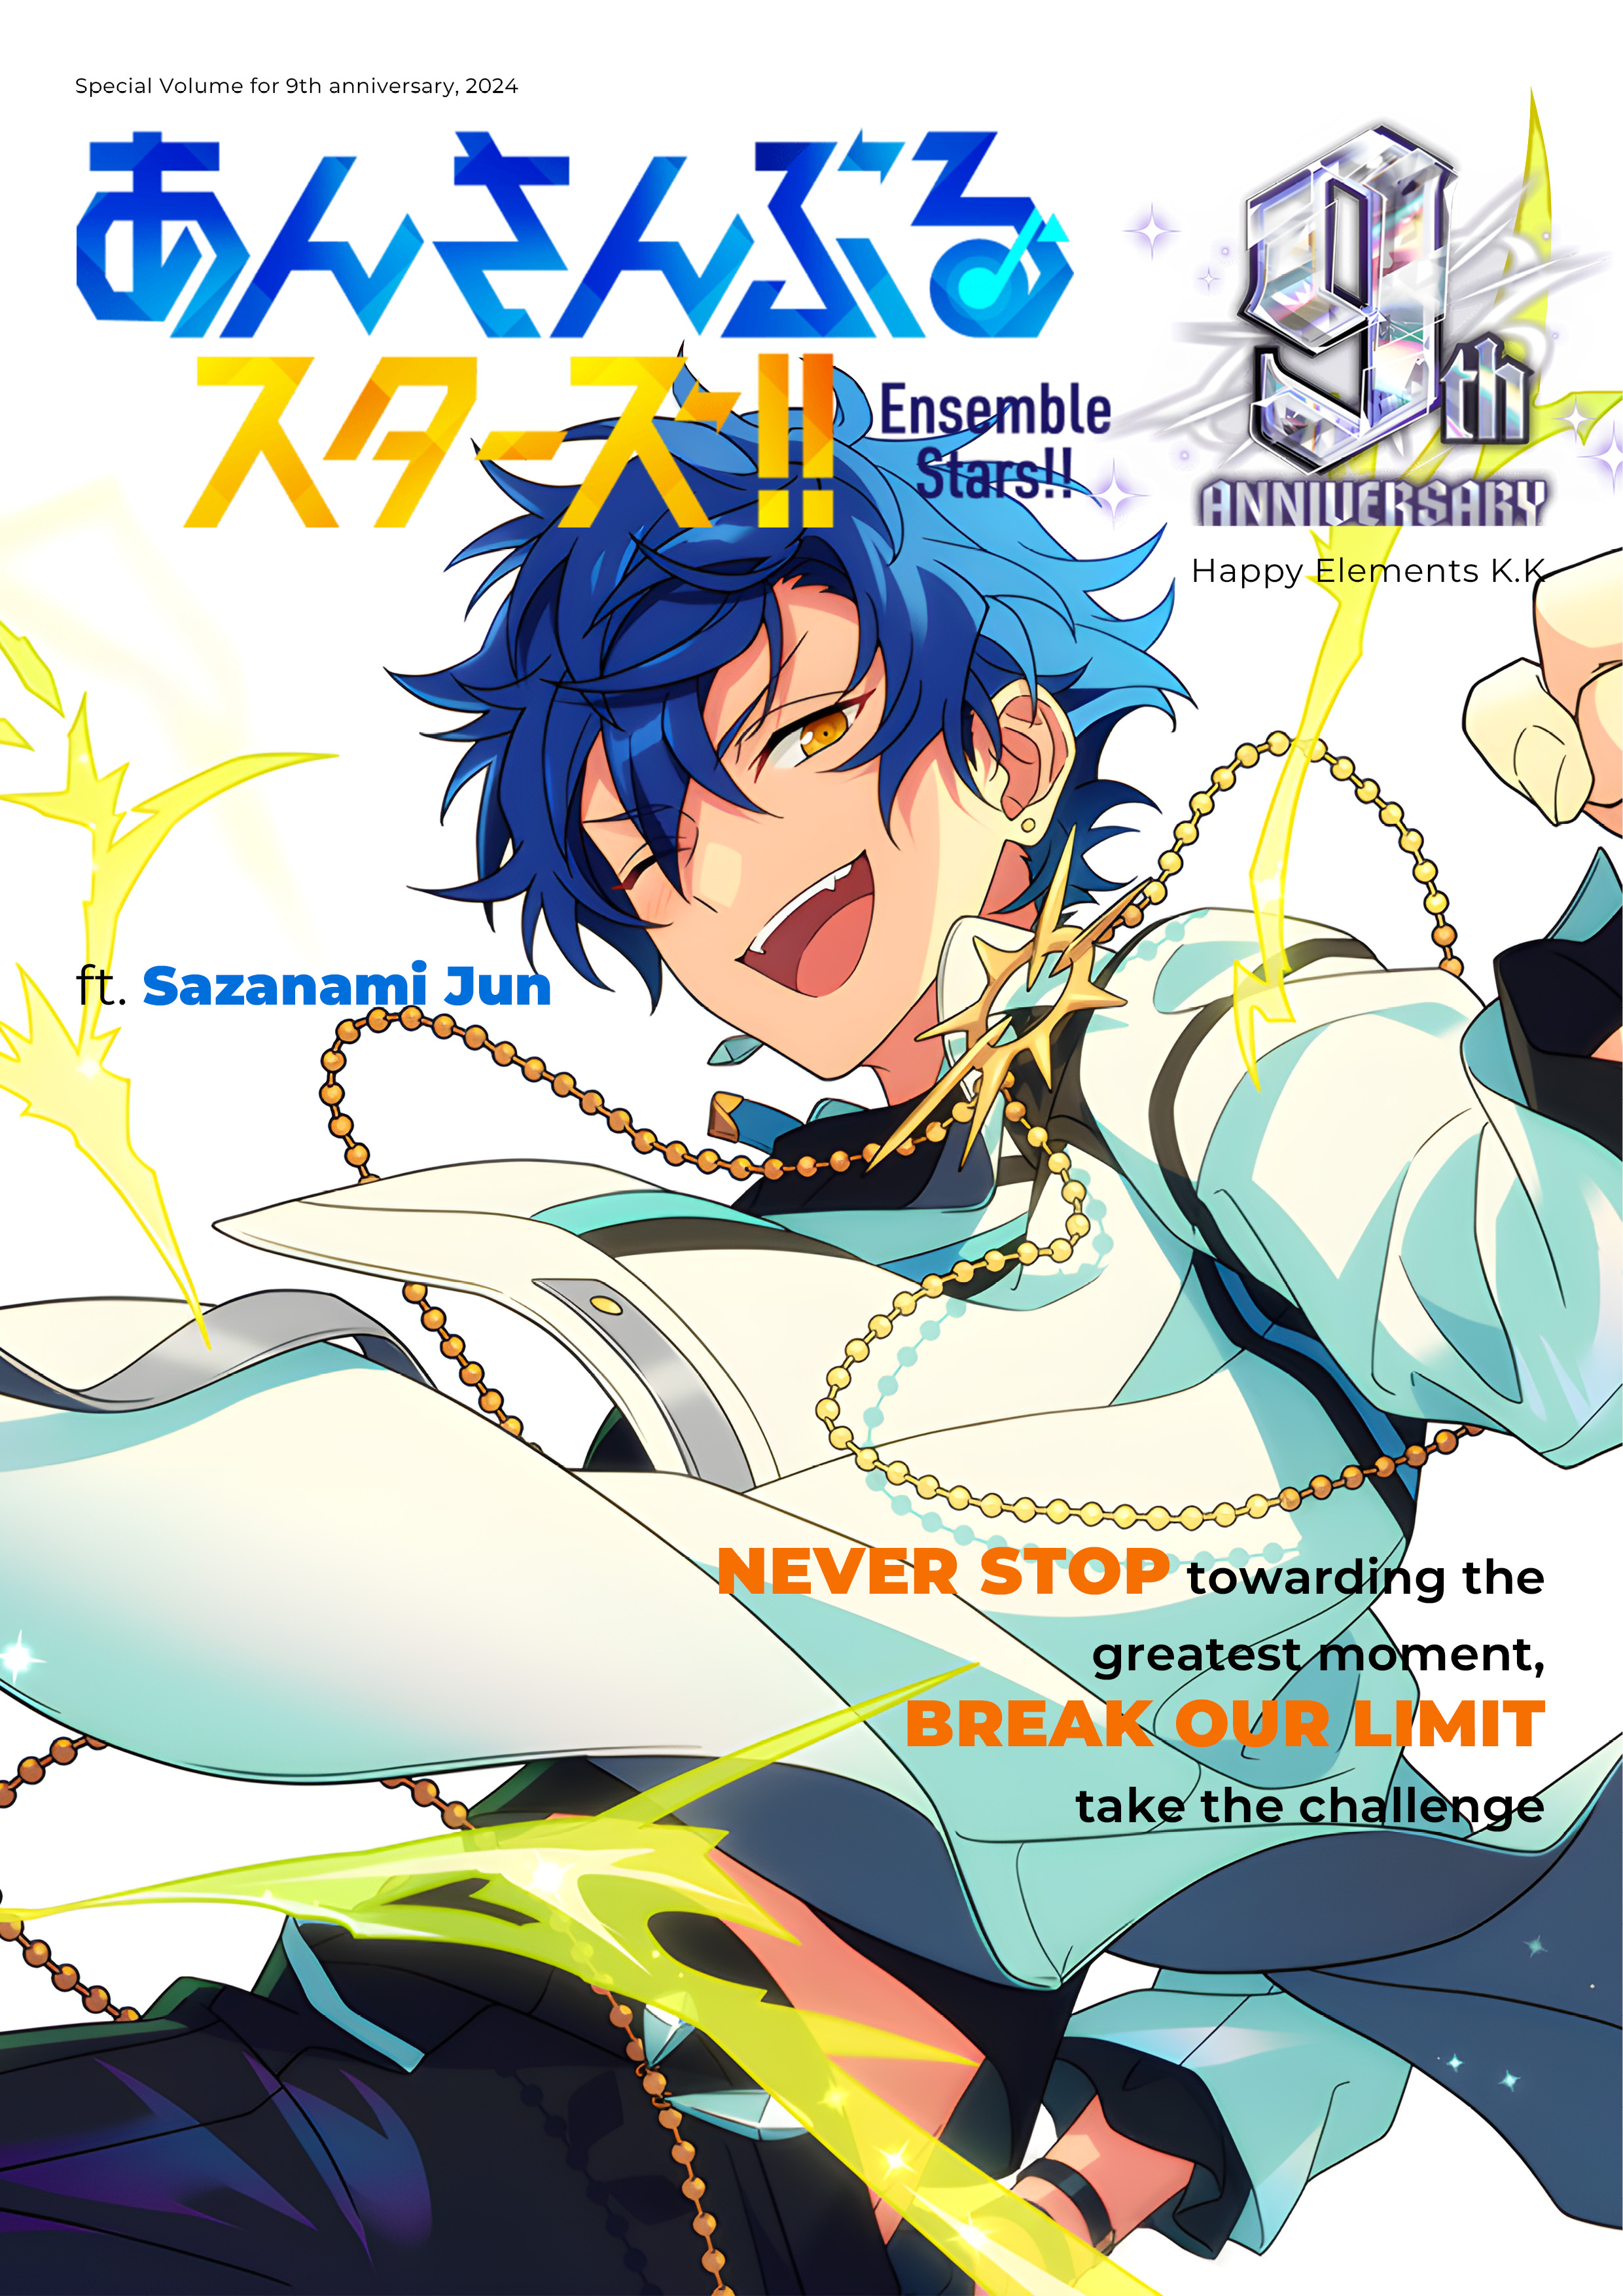 Special Volume for 9th anniversary, 2024
あんさんぶる
スターズ!!
Ensemble
Stars!!
9th
ANNIVERSARY
Happy Elements K.K
ft. Sazanami Jun
NEVER STOP towarding the
greatest moment,
BREAK OUR LIMIT
take the challenge